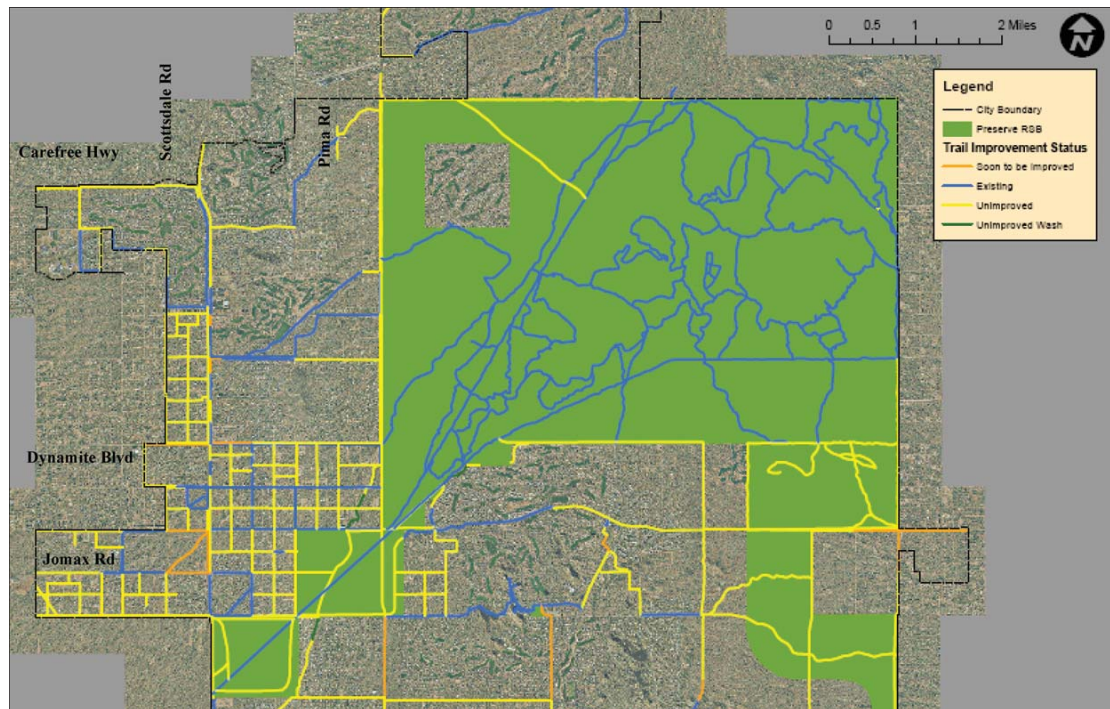 0 0.5 1 2 Miles
N
Legend
City Boundary
Preserve RSB
Trail Improvement Status
Soon to be Improved
Existing
Unimproved
Unimproved Wash
Scottsdale Rd
Pima Rd
Carefree Hwy
Dynamite Blvd
Jomax Rd